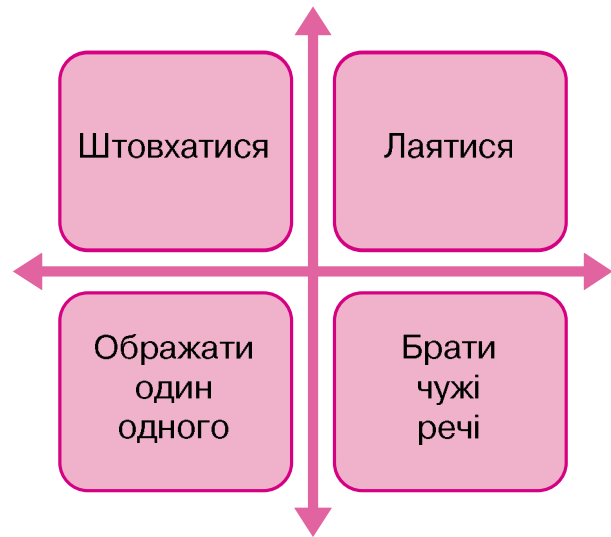 Штовхатися
Лаятися
Ображати
один
одного
Брати
чужі
речі